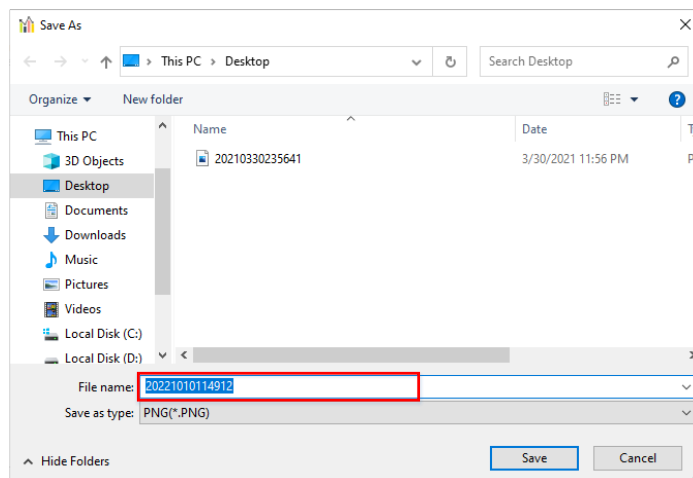 Save As
This PC > Desktop
Search Desktop
Organize
New folder
?
Name
Date
T
This PC
3D Objects
Desktop
Documents
Downloads
Music
Pictures
Videos
Local Disk (C:)
Local Disk (D:)
20210330235641
3/30/2021 11:56 PM
P
File name: 20221010114912
Save as type: PNG(*.PNG)
Hide Folders
Save
Cancel